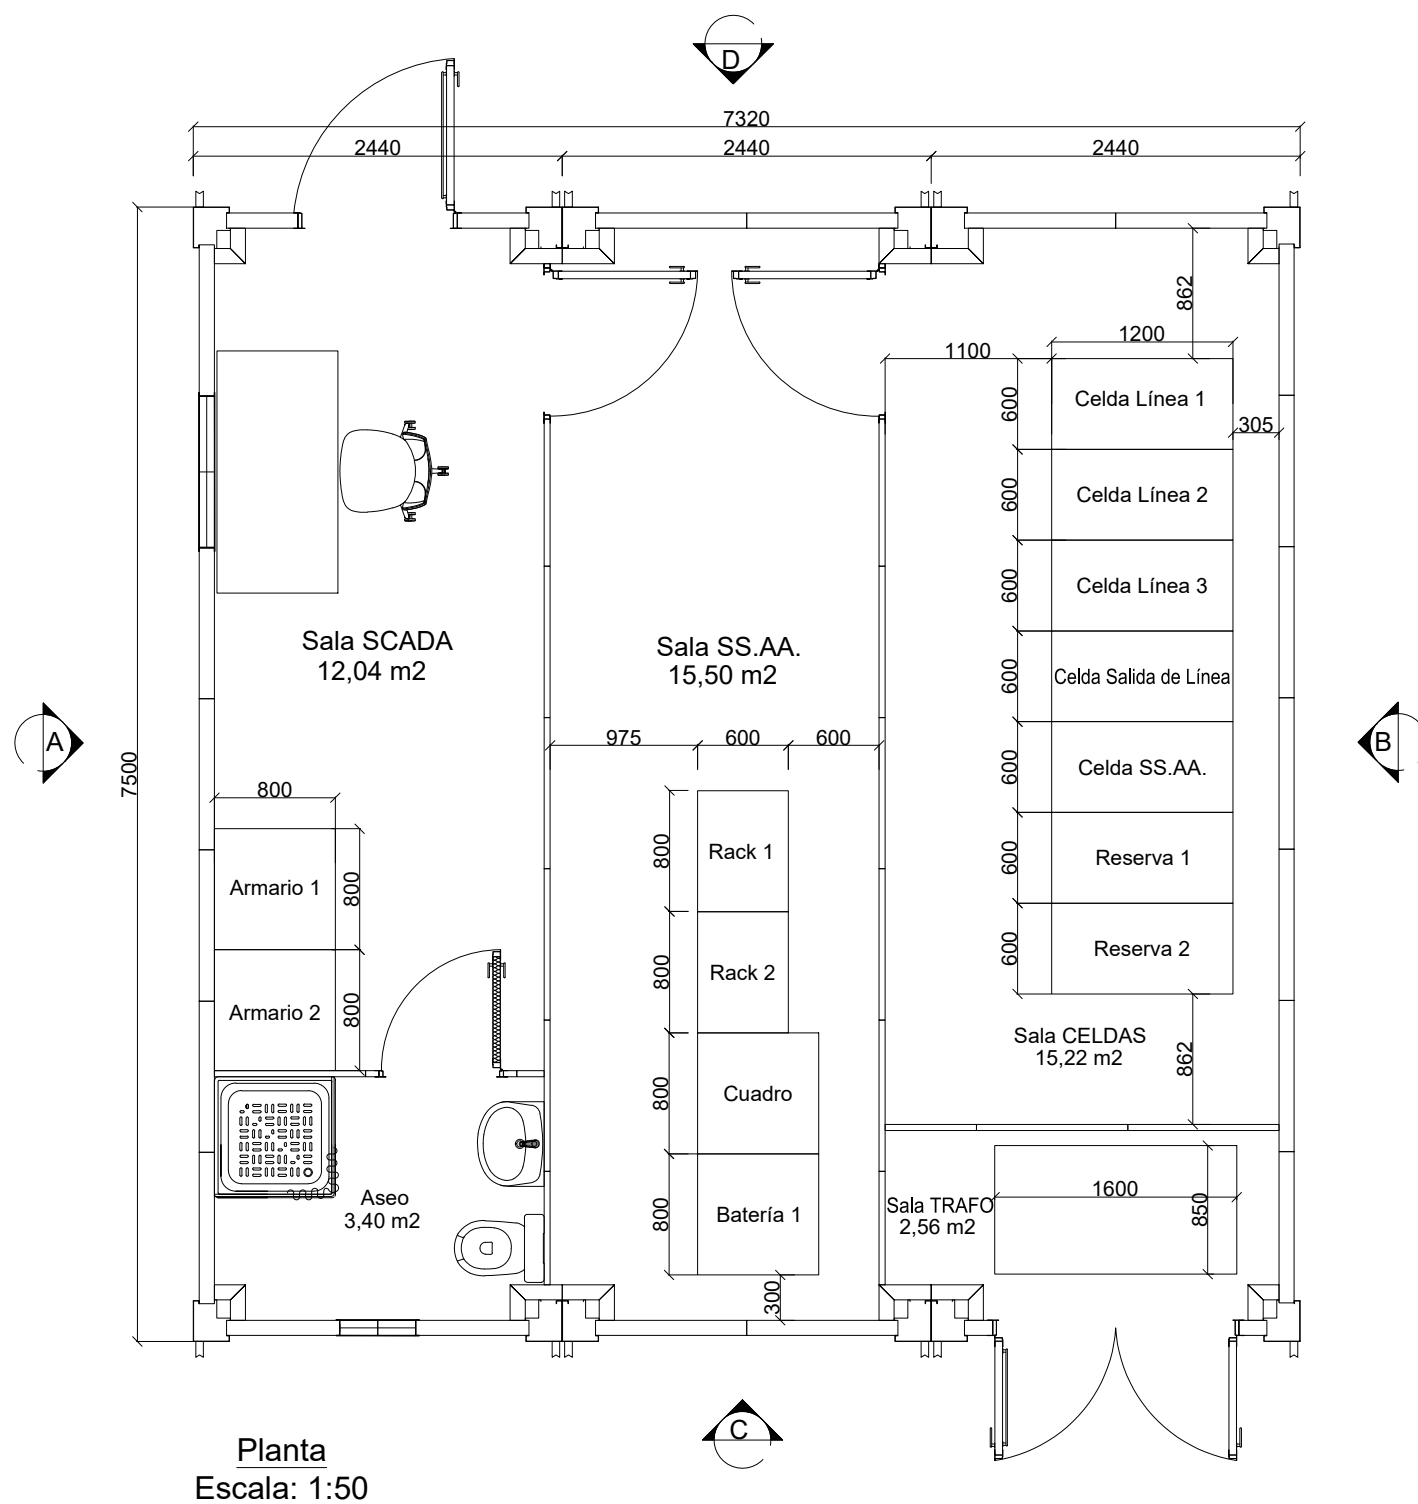 D
7320
2440
2440
2440
862
1200
1100
600
Celda Línea 1
305
600
Celda Línea 2
600
Celda Línea 3
Sala SCADA
12,04 m2
Sala SS.AA.
15,50 m2
600
Celda Salida de Línea
A
B
7500
975
600
600
600
Celda SS.AA.
800
800
Rack 1
600
Reserva 1
Armario 1
800
600
Reserva 2
800
Rack 2
Armario 2
800
Sala CELDAS
15,22 m2
862
800
Cuadro
Aseo
3,40 m2
800
Batería 1
Sala TRAFO
2,56 m2
1600
850
300
C
Planta
Escala: 1:50